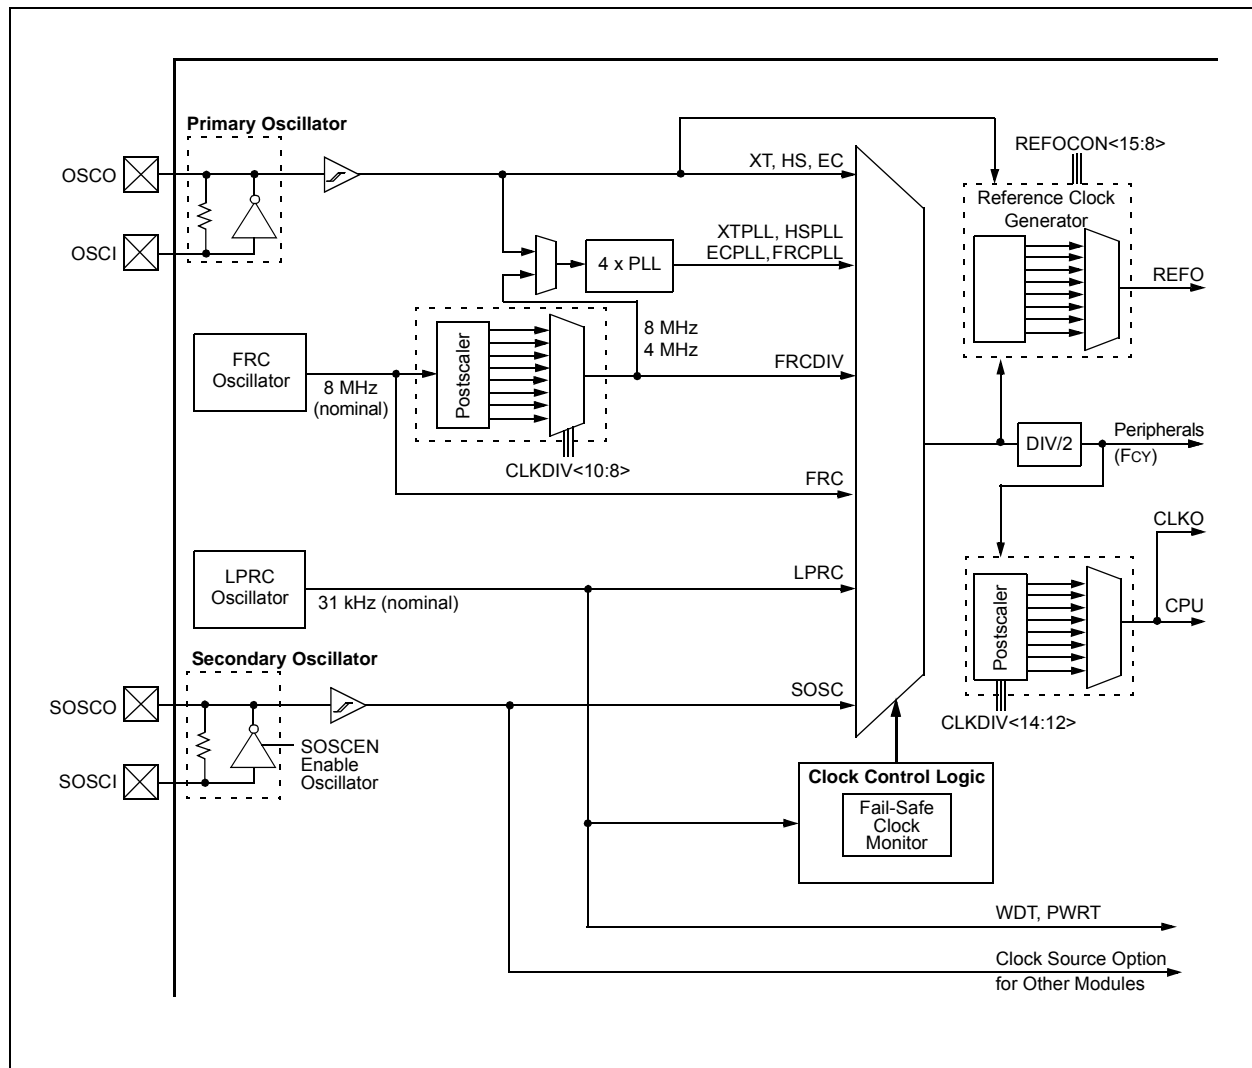 Primary Oscillator
OSCO
OSCI
XT, HS, EC
REFOCON<15:8>
Reference Clock
Generator
REFO
XTPLL, HSPLL
ECPLL,FRCPLL
4 x PLL
8 MHz
4 MHz
FRC
Oscillator
8 MHz
(nominal)
Postscaler
CLKDIV<10:8>
FRCDIV
FRC
DIV/2
Peripherals
(FCY)
CLKO
CPU
Postscaler
CLKDIV<14:12>
LPRC
Oscillator
31 kHz (nominal)
LPRC
Secondary Oscillator
SOSCO
SOSCI
SOSCEN
Enable
Oscillator
SOSC
Clock Control Logic
Fail-Safe
Clock
Monitor
WDT, PWRT
Clock Source Option
for Other Modules